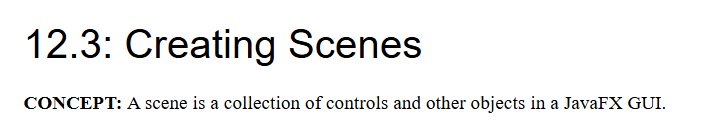 12.3: Creating Scenes
CONCEPT: A scene is a collection of controls and other objects in a JavaFX GUI.